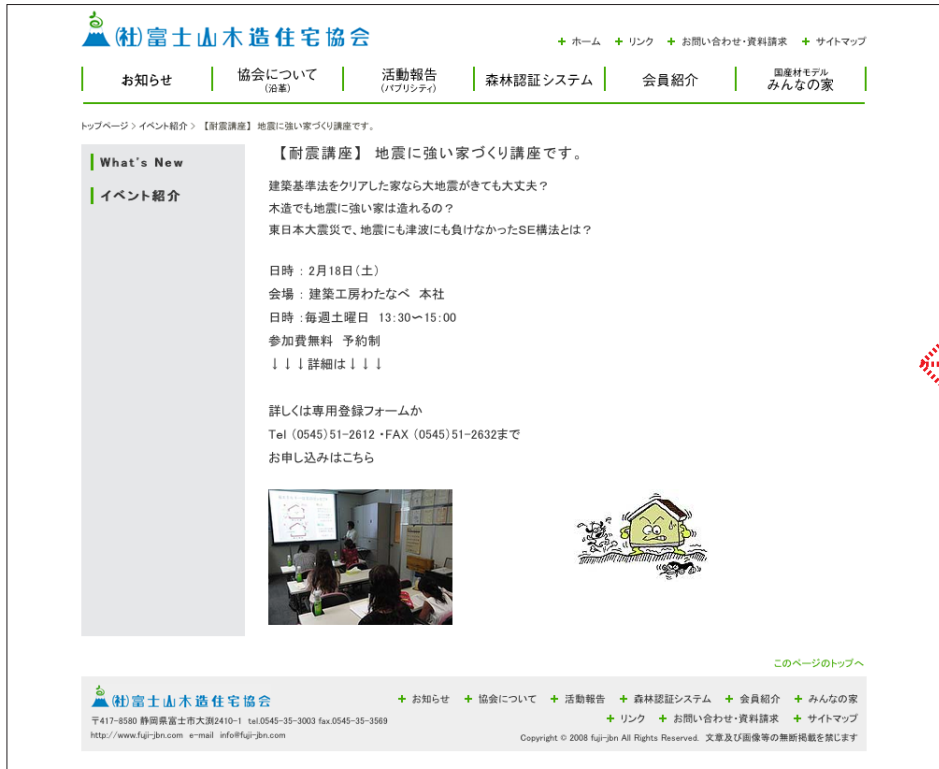 (社)富士山木造住宅協会
+ ホーム + リンク + お問い合わせ・資料請求 + サイトマップ
お知らせ
協会について
(沿革)
活動報告
(パブリシティ)
森林認証システム
会員紹介
国産材モデル
みんなの家
トップページ > イベント紹介 > 【耐震講座】 地震に強い家づくり講座です。
What's New
イベント紹介
【耐震講座】 地震に強い家づくり講座です。
建築基準法をクリアした家なら大地震がきても大丈夫？
木造でも地震に強い家は造れるの？
東日本大震災で、地震にも津波にも負けなかったSE構法とは？
日時 : 2月18日(土)
会場 : 建築工房わたなべ 本社
日時 :毎週土曜日 13:30～15:00
参加費無料 予約制
↓↓↓詳細は↓↓↓
詳しくは専用登録フォームか
Tel (0545)51-2612 ・FAX (0545)51-2632まで
お申し込みはこちら
このページのトップへ
(社)富士山木造住宅協会
+ お知らせ + 協会について + 活動報告 + 森林認証システム + 会員紹介 + みんなの家
〒417-8580 静岡県富士市大渕2410-1 tel.0545-35-3003 fax.0545-35-3569
+ リンク + お問い合わせ・資料請求 + サイトマップ
http://www.fuji-jbn.com e-mail info@fuji-jbn.com
Copyright © 2008 fuji-jbn All Rights Reserved. 文章及び画像等の無断掲載を禁じます